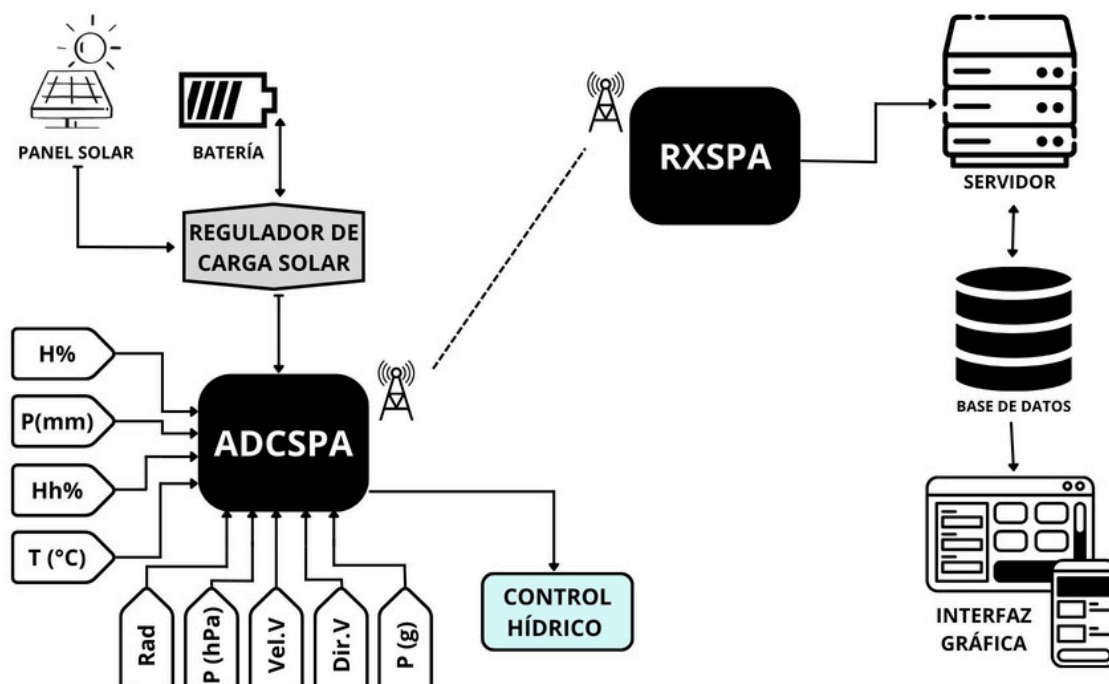 PANEL SOLAR
BATERÍA
REGULADOR DE
CARGA SOLAR
H%
P(mm)
Hh%
T (°C)
ADCSPA
Rad
P (hPa)
Vel.V
Dir.V
P (g)
CONTROL
HÍDRICO
RXSPA
SERVIDOR
BASE DE DATOS
INTERFAZ
GRÁFICA